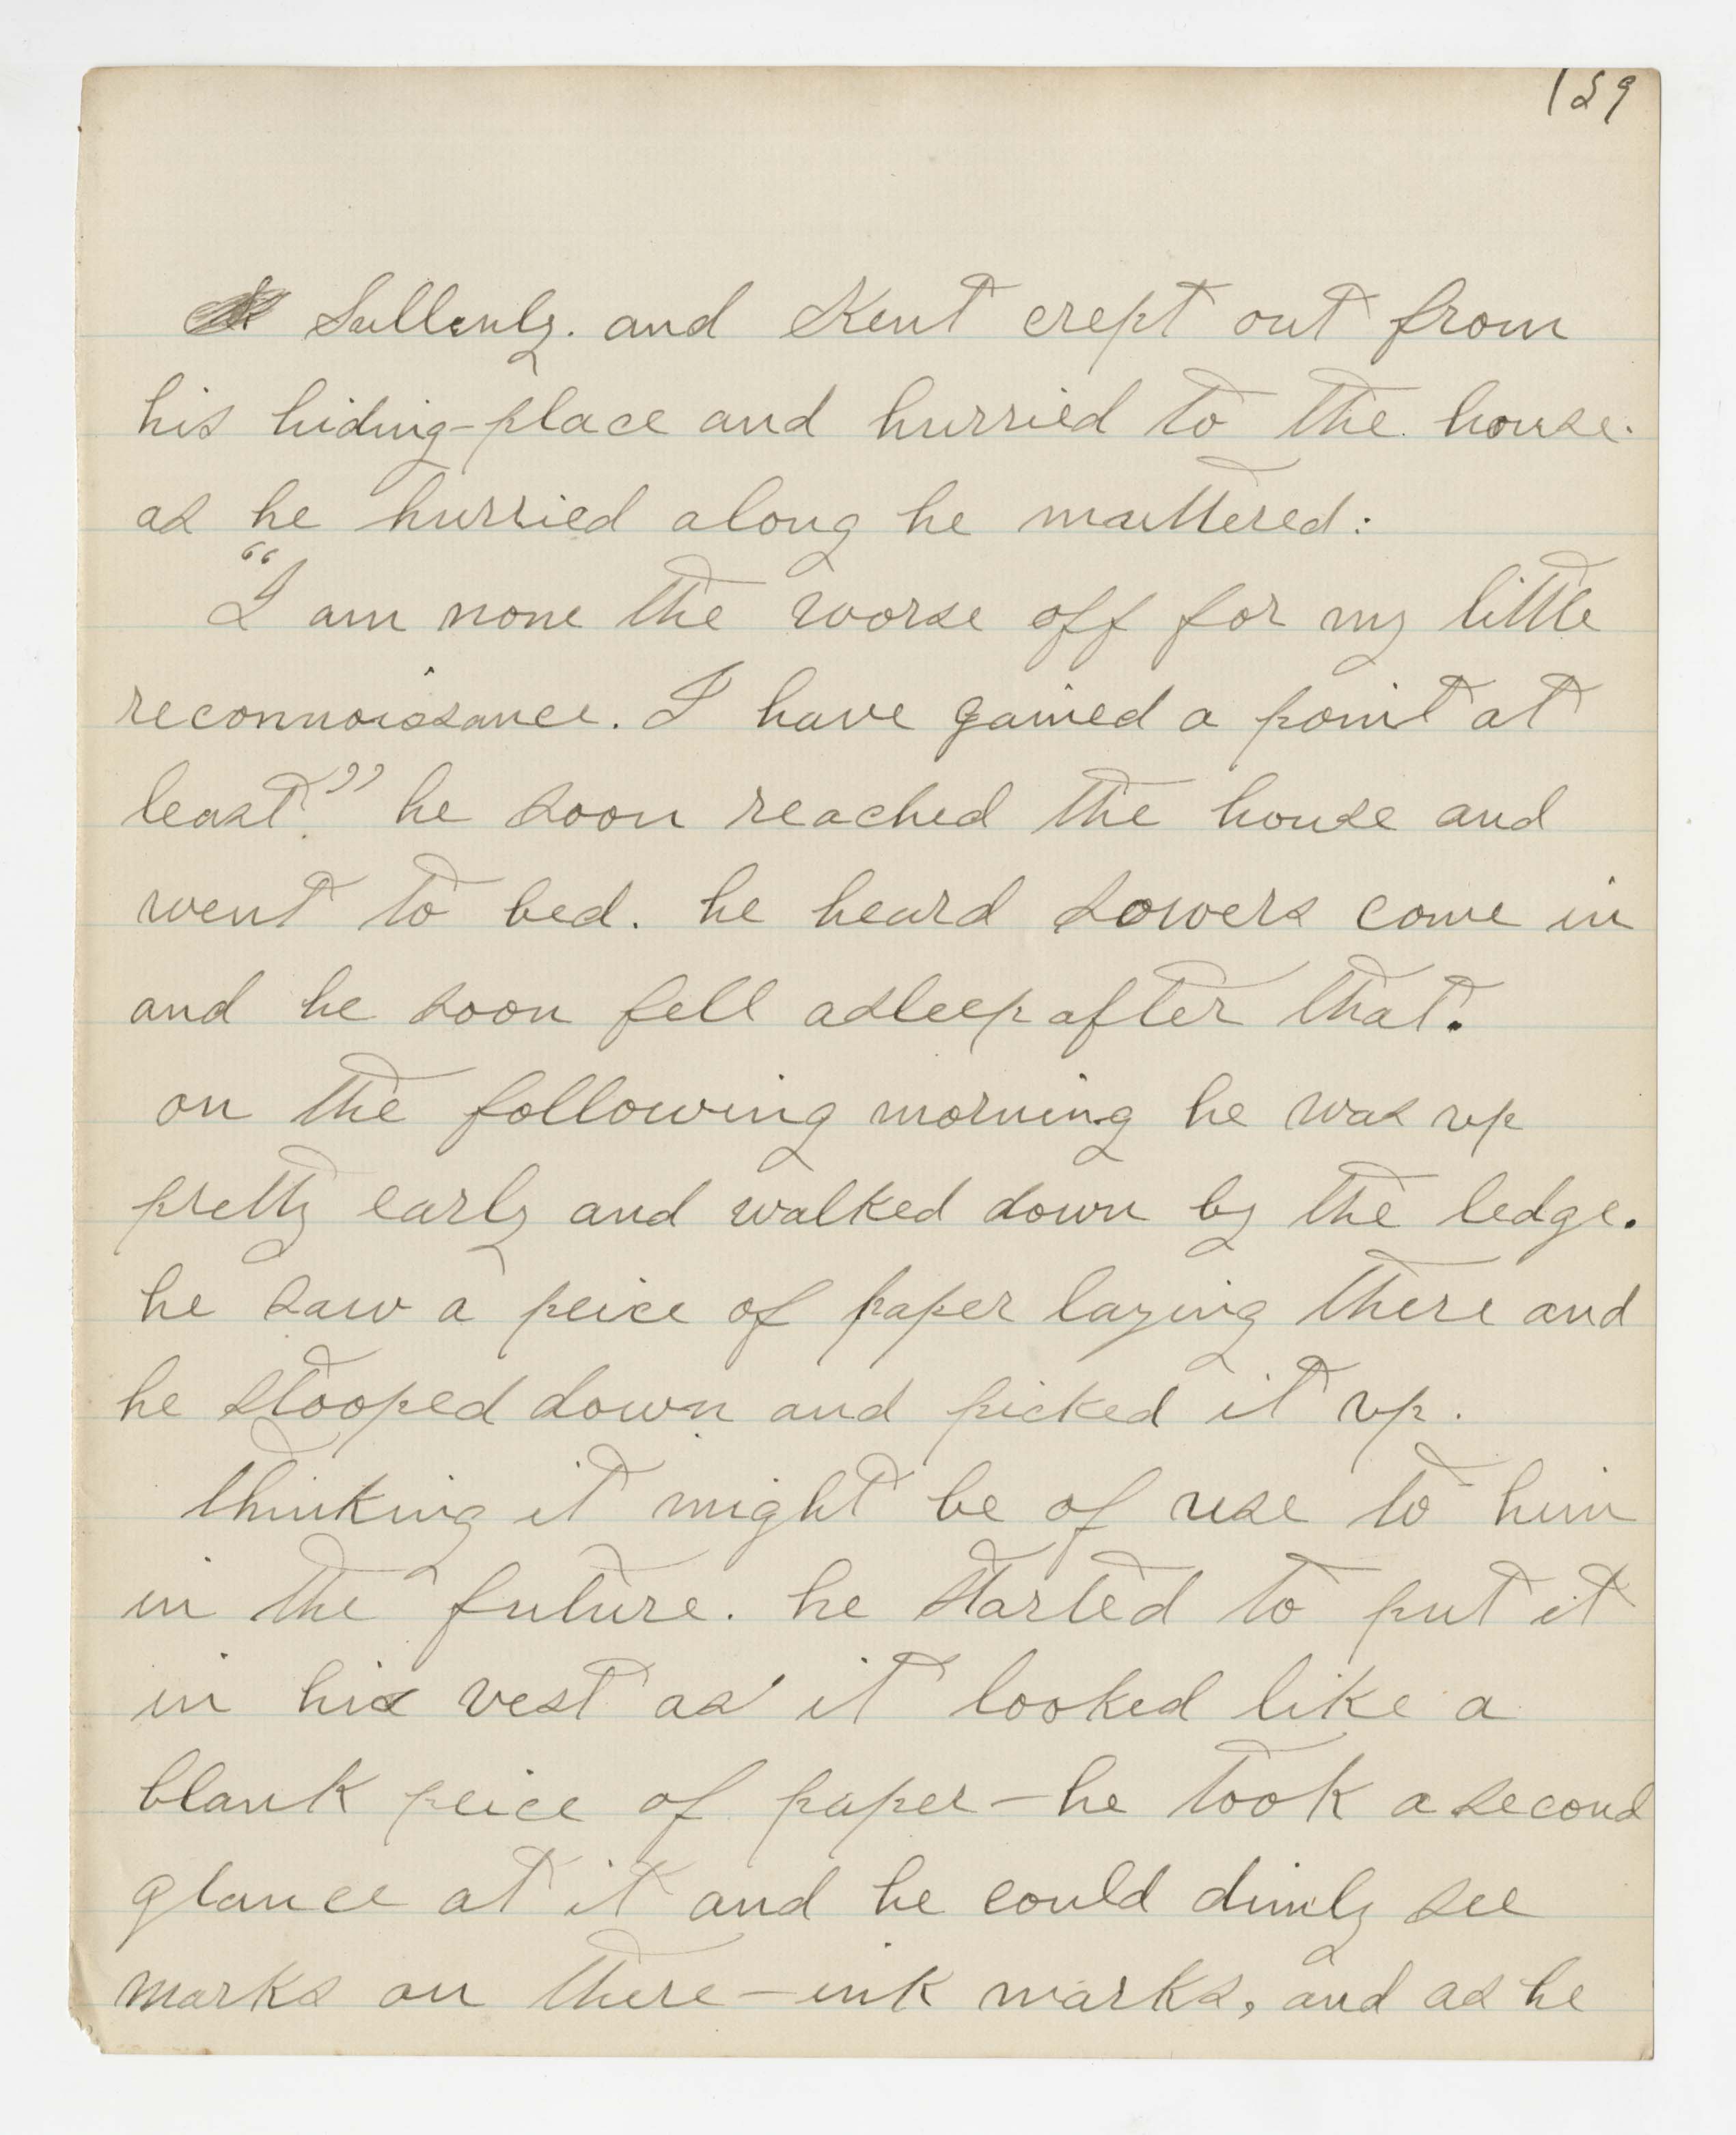 159
Sullenly. and Kent crept out from
his hiding-place and hurried to the house.
as he hurried along he muttered:
"I am none the worse off for my little
reconnoissance. I have gained a point at
least." he soon reached the house and
went to bed. he heard Sowers come in
and he soon fell asleep after that.
on the following morning he was up
pretty early and walked down by the ledge.
he saw a peice of paper laying there and
he stooped down and picked it up.
thinking it might be of use to him
in the future. he started to put it
in his vest as it looked like a
blank peice of paper - he took a second
glance at it and he could dimly see
marks on there - ink marks, and as he